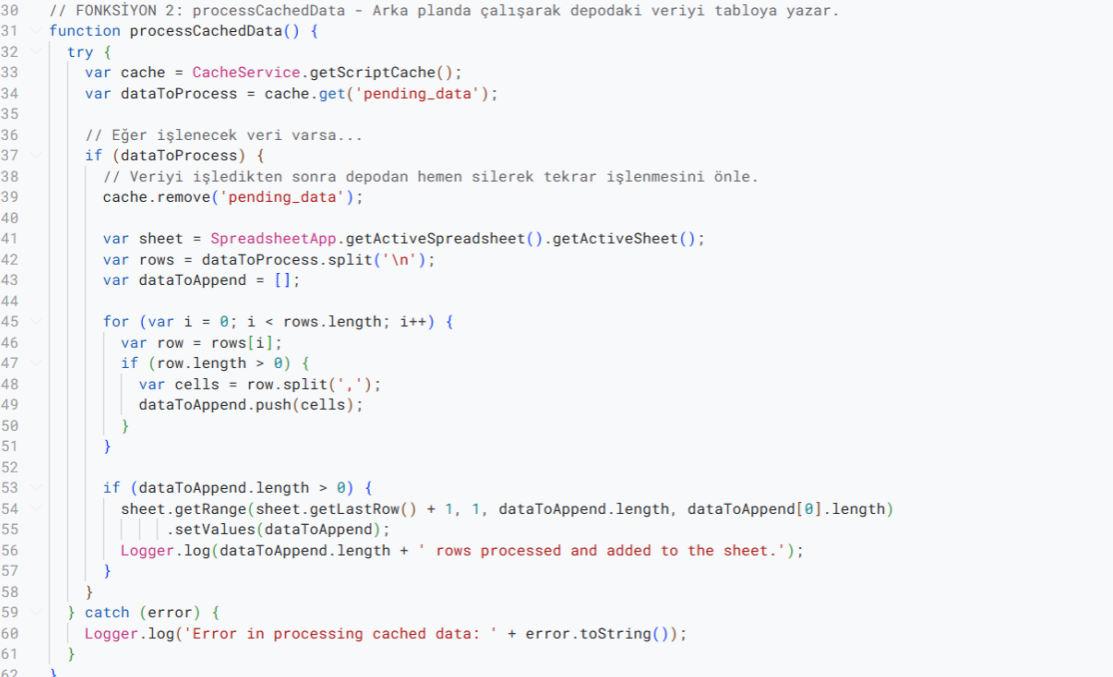 30 // FONKSİYON 2: processCachedData - Arka planda çalışarak depodaki veriyi tabloya yazar.
31 function processCachedData() {
32 try {
33 var cache = CacheService.getScriptCache();
34 var dataToProcess = cache.get('pending_data');
35
36 // Eğer işlenecek veri varsa...
37 if (dataToProcess) {
38 // Veriyi işledikten sonra depodan hemen silerek tekrar işlenmesini önle.
39 cache.remove('pending_data');
40
41 var sheet = SpreadsheetApp.getActiveSpreadsheet().getActiveSheet();
42 var rows = dataToProcess.split('\n');
43 var dataToAppend = [];
44
45 for (var i = 0; i < rows.length; i++) {
46 var row = rows[i];
47 if (row.length > 0) {
48 var cells = row.split(',');
49 dataToAppend.push(cells);
50 }
51 }
52
53 if (dataToAppend.length > 0) {
54 sheet.getRange(sheet.getLastRow() + 1, 1, dataToAppend.length, dataToAppend[0].length)
55 .setValues(dataToAppend);
56 Logger.log(dataToAppend.length + ' rows processed and added to the sheet.');
57 }
58 }
59 } catch (error) {
60 Logger.log('Error in processing cached data: ' + error.toString());
61 }
62 }